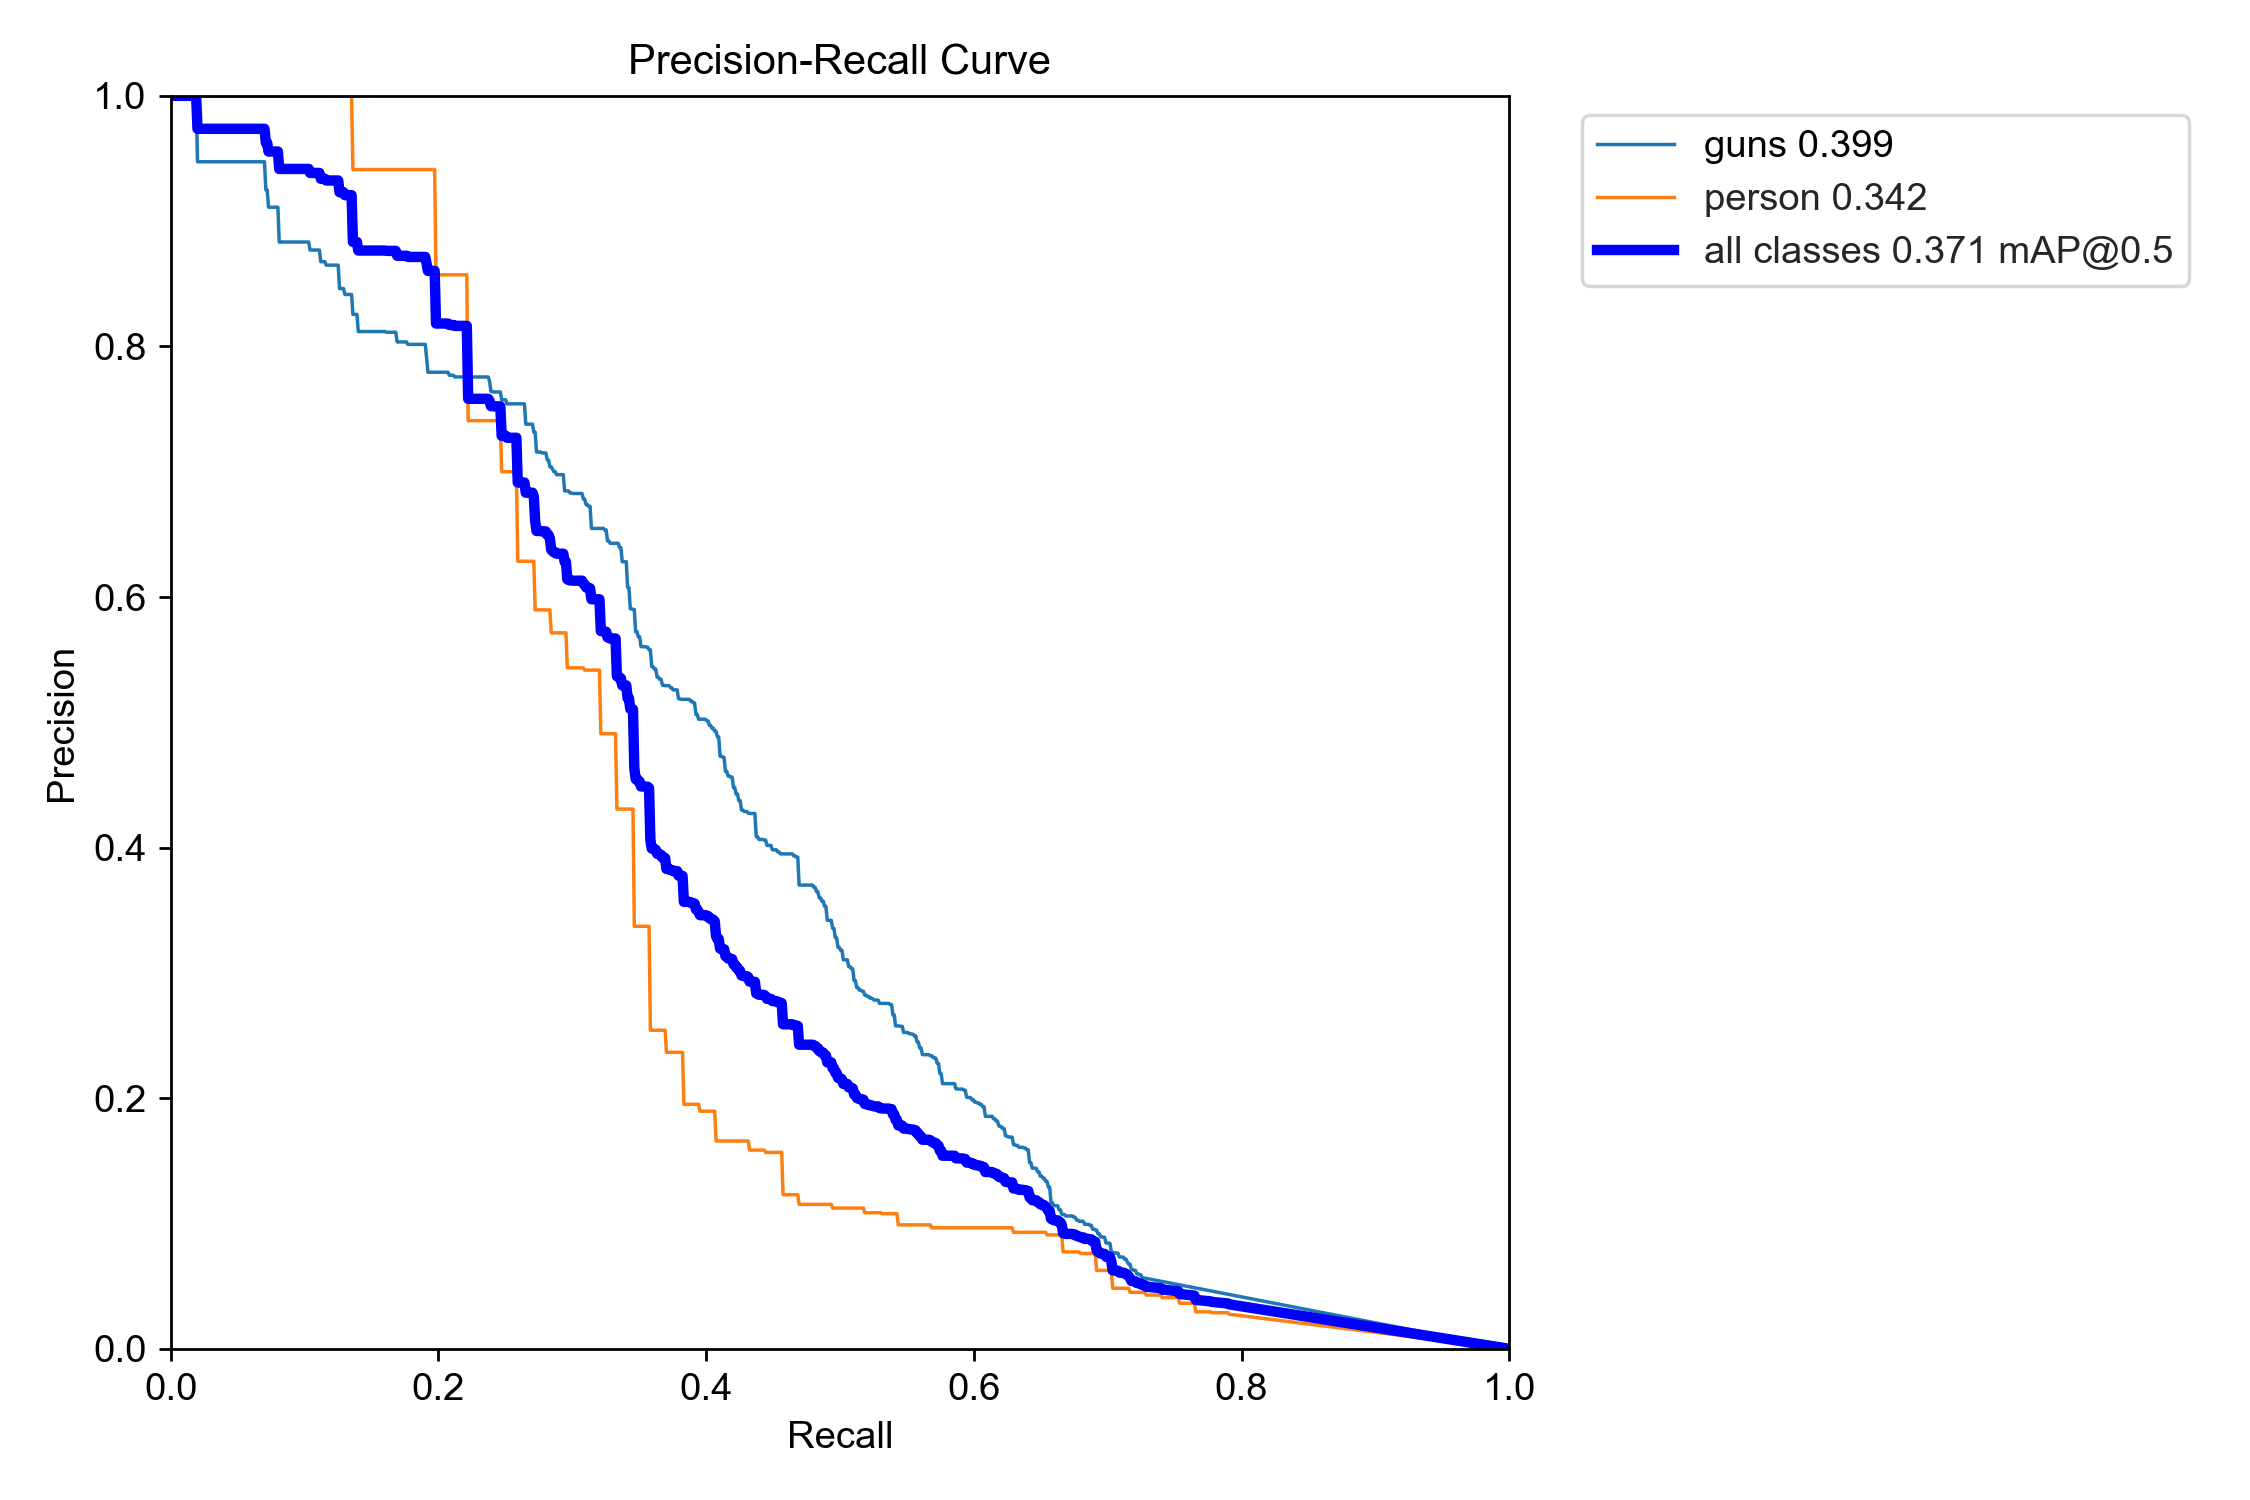 Precision-Recall Curve
guns 0.399
person 0.342
all classes 0.371 mAP@0.5
Precision
1.0
0.8
0.6
0.4
0.2
0.0
0.0 0.2 0.4 0.6 0.8 1.0
Recall